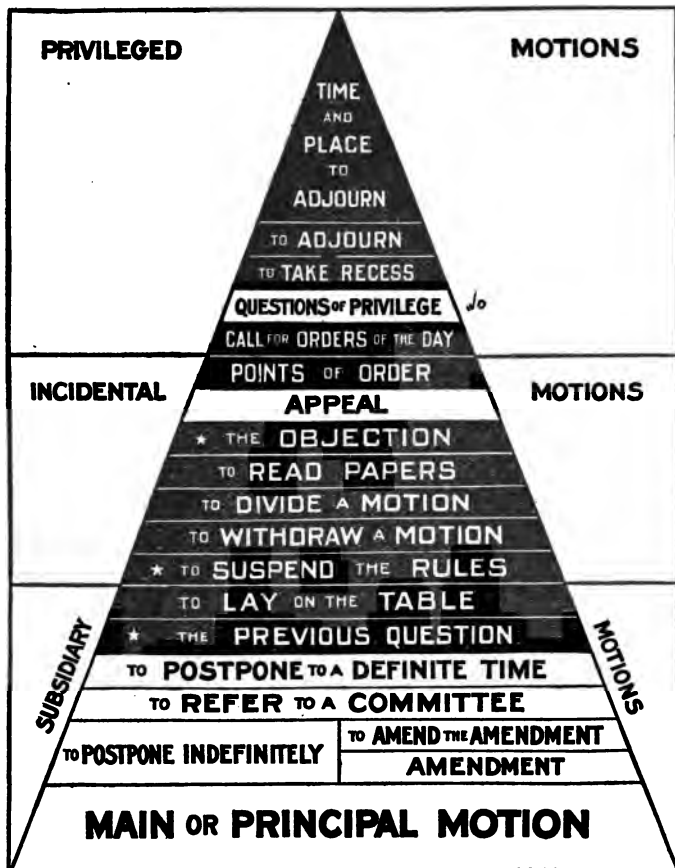 PRIVILEGED MOTIONS
TIME
AND
PLACE
TO
ADJOURN
TO ADJOURN
TO TAKE RECESS
QUESTIONS OF PRIVILEGE
CALL FOR ORDERS OF THE DAY
POINTS OF ORDER
INCIDENTAL MOTIONS
APPEAL
★ THE OBJECTION
TO READ PAPERS
TO DIVIDE A MOTION
TO WITHDRAW A MOTION
★ TO SUSPEND THE RULES
TO LAY ON THE TABLE
★ THE PREVIOUS QUESTION
SUBSIDIARY MOTIONS
TO POSTPONE TO A DEFINITE TIME
TO REFER TO A COMMITTEE
TO POSTPONE INDEFINITELY
TO AMEND THE AMENDMENT
AMENDMENT
MAIN OR PRINCIPAL MOTION